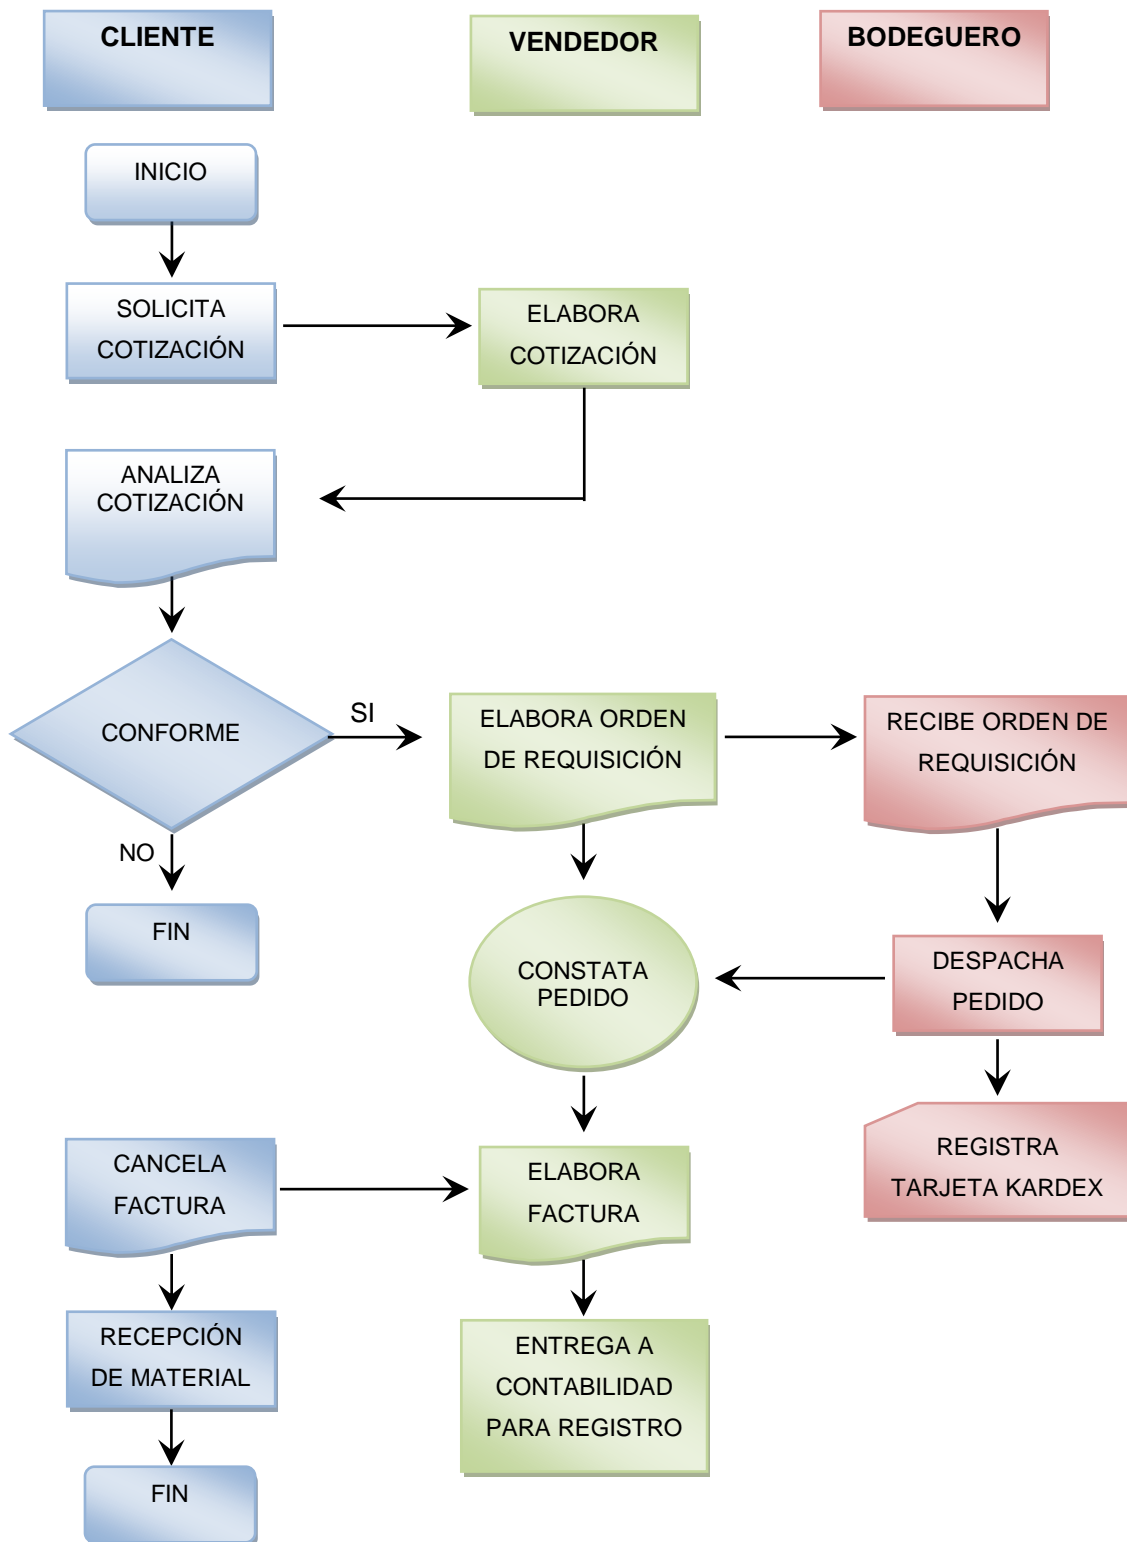 CLIENTE
VENDEDOR
BODEGUERO
INICIO
SOLICITA
COTIZACIÓN
ELABORA
COTIZACIÓN
ANALIZA
COTIZACIÓN
CONFORME
SI
ELABORA ORDEN
DE REQUISICIÓN
RECIBE ORDEN DE
REQUISICIÓN
NO
FIN
CONSTATA
PEDIDO
DESPACHA
PEDIDO
CANCELA
FACTURA
ELABORA
FACTURA
REGISTRA
TARJETA KARDEX
RECEPCIÓN
DE MATERIAL
ENTREGA A
CONTABILIDAD
PARA REGISTRO
FIN